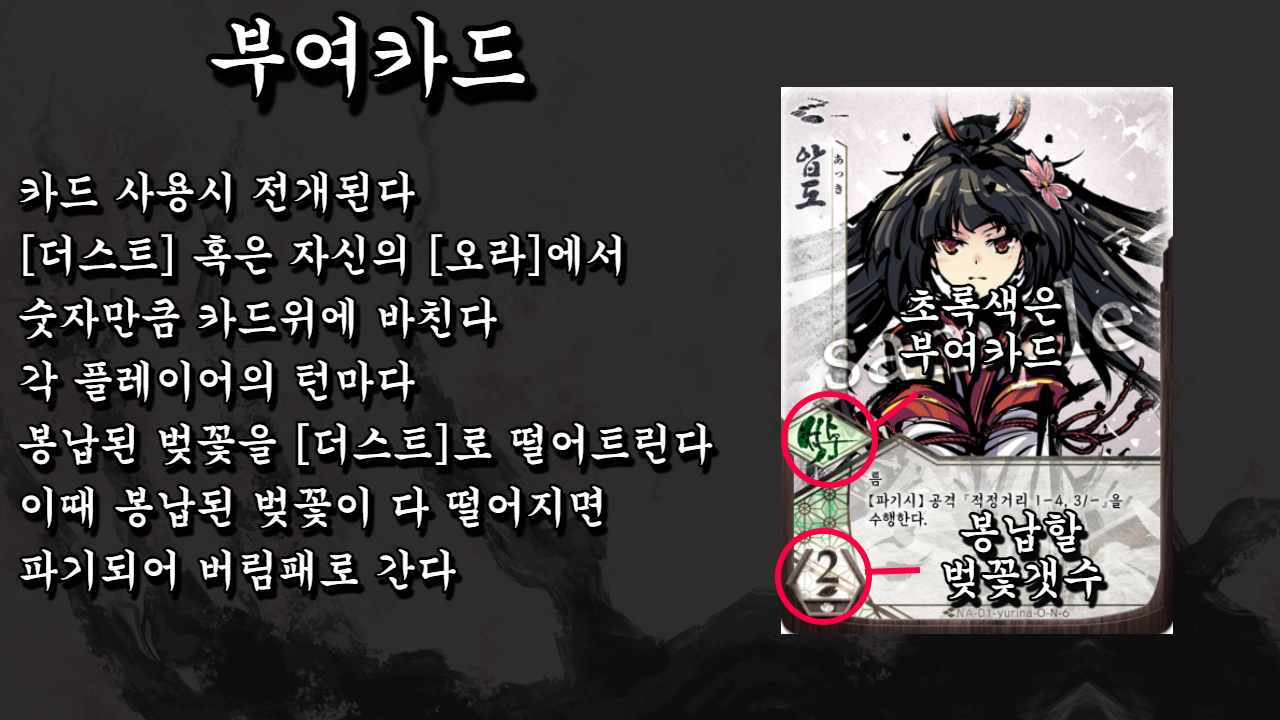 부여카드
카드 사용시 전개된다
[더스트] 혹은 자신의 [오라]에서
숫자만큼 카드위에 바친다
각 플레이어의 턴마다
봉납된 벚꽃을 [더스트]로 떨어트린다
이때 봉납된 벚꽃이 다 떨어지면
파기되어 버림패로 간다
압도
あっき
초록색은
부여카드
sample
름
【파기시】 공격 『적정거리 1-4, 3/-』을
수행한다.
봉납할
벚꽃갯수
2
NA-01-yurina-O-N-6